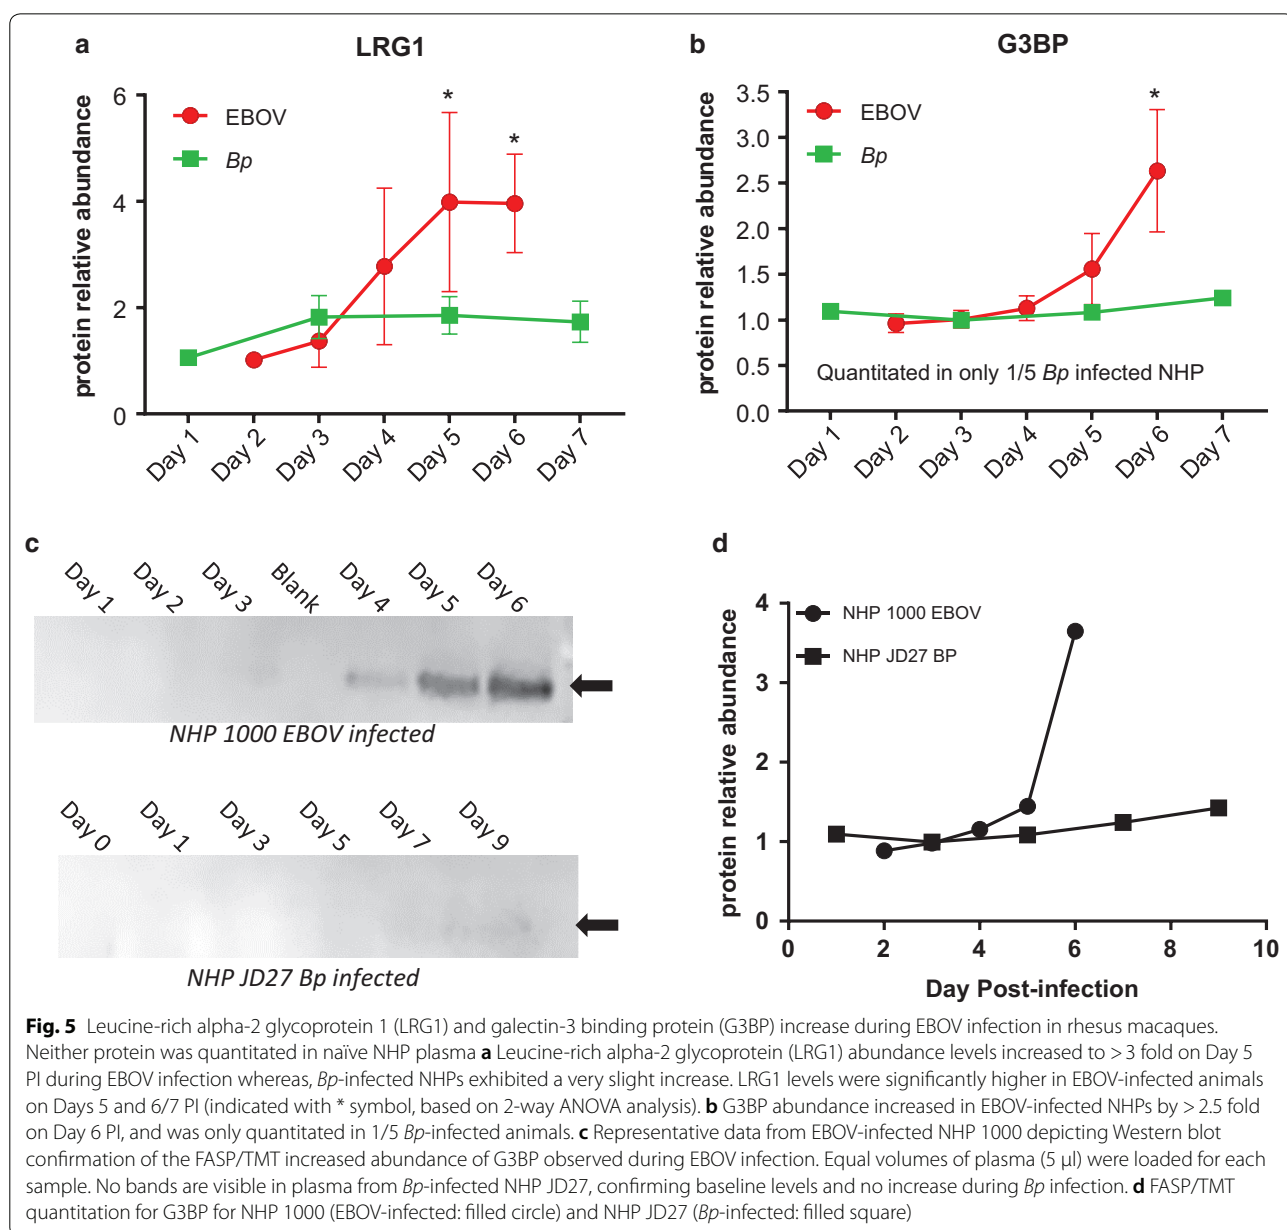 a
LRG1
protein relative abundance
6
4
2
0
EBOV
Bp
*
*
Day 1
Day 2
Day 3
Day 4
Day 5
Day 6
Day 7
b
G3BP
protein relative abundance
3.5
3.0
2.5
2.0
1.5
1.0
0.5
0.0
EBOV
Bp
*
Quantitated in only 1/5 Bp infected NHP
Day 1
Day 2
Day 3
Day 4
Day 5
Day 6
Day 7
c
Day 1
Day 2
Day 3
Blank
Day 4
Day 5
Day 6
NHP 1000 EBOV infected
Day 0
Day 1
Day 3
Day 5
Day 7
Day 9
NHP JD27 Bp infected
d
protein relative abundance
4
3
2
1
0
NHP 1000 EBOV
NHP JD27 BP
0
2
4
6
8
10
Day Post-infection
Fig. 5 Leucine-rich alpha-2 glycoprotein 1 (LRG1) and galectin-3 binding protein (G3BP) increase during EBOV infection in rhesus macaques.
Neither protein was quantitated in naïve NHP plasma a Leucine-rich alpha-2 glycoprotein (LRG1) abundance levels increased to > 3 fold on Day 5
PI during EBOV infection whereas, Bp-infected NHPs exhibited a very slight increase. LRG1 levels were significantly higher in EBOV-infected animals
on Days 5 and 6/7 PI (indicated with * symbol, based on 2-way ANOVA analysis). b G3BP abundance increased in EBOV-infected NHPs by > 2.5 fold
on Day 6 PI, and was only quantitated in 1/5 Bp-infected animals. c Representative data from EBOV-infected NHP 1000 depicting Western blot
confirmation of the FASP/TMT increased abundance of G3BP observed during EBOV infection. Equal volumes of plasma (5 µl) were loaded for each
sample. No bands are visible in plasma from Bp-infected NHP JD27, confirming baseline levels and no increase during Bp infection. d FASP/TMT
quantitation for G3BP for NHP 1000 (EBOV-infected: filled circle) and NHP JD27 (Bp-infected: filled square)